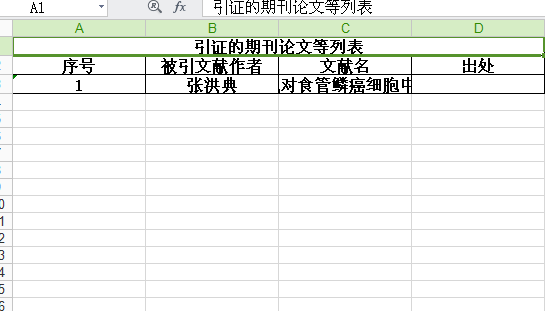 A1 fx 引证的期刊论文等列表
A B C D
引证的期刊论文等列表
序号 被引文献作者 文献名 出处
1 张洪典 对食管鳞癌细胞中